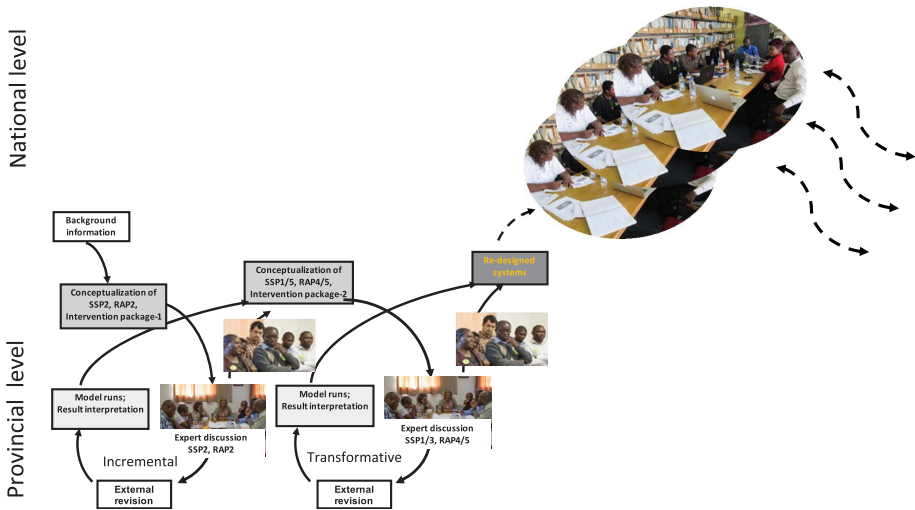 National level
Background
information
Conceptualization of
SSP2, RAP2,
Intervention package-1
Conceptualization of
SSP1/5, RAP4/5,
Intervention package-2
Re-designed
systems
Provincial level
Model runs;
Result interpretation
Expert discussion
SSP2, RAP2
Incremental
External
revision
Model runs;
Result interpretation
Expert discussion
SSP1/3, RAP4/5
Transformative
External
revision